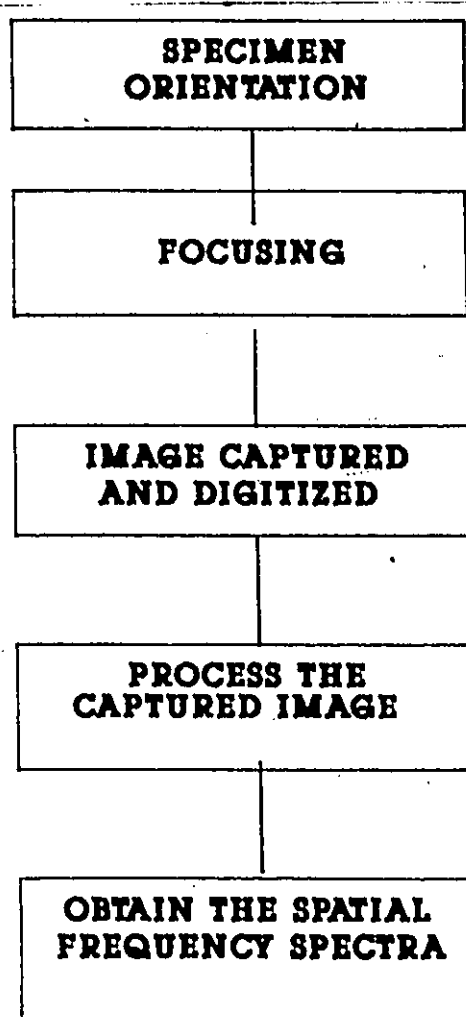 SPECIMEN
ORIENTATION
FOCUSING
IMAGE CAPTURED
AND DIGITIZED
PROCESS THE
CAPTURED IMAGE
OBTAIN THE SPATIAL
FREQUENCY SPECTRA